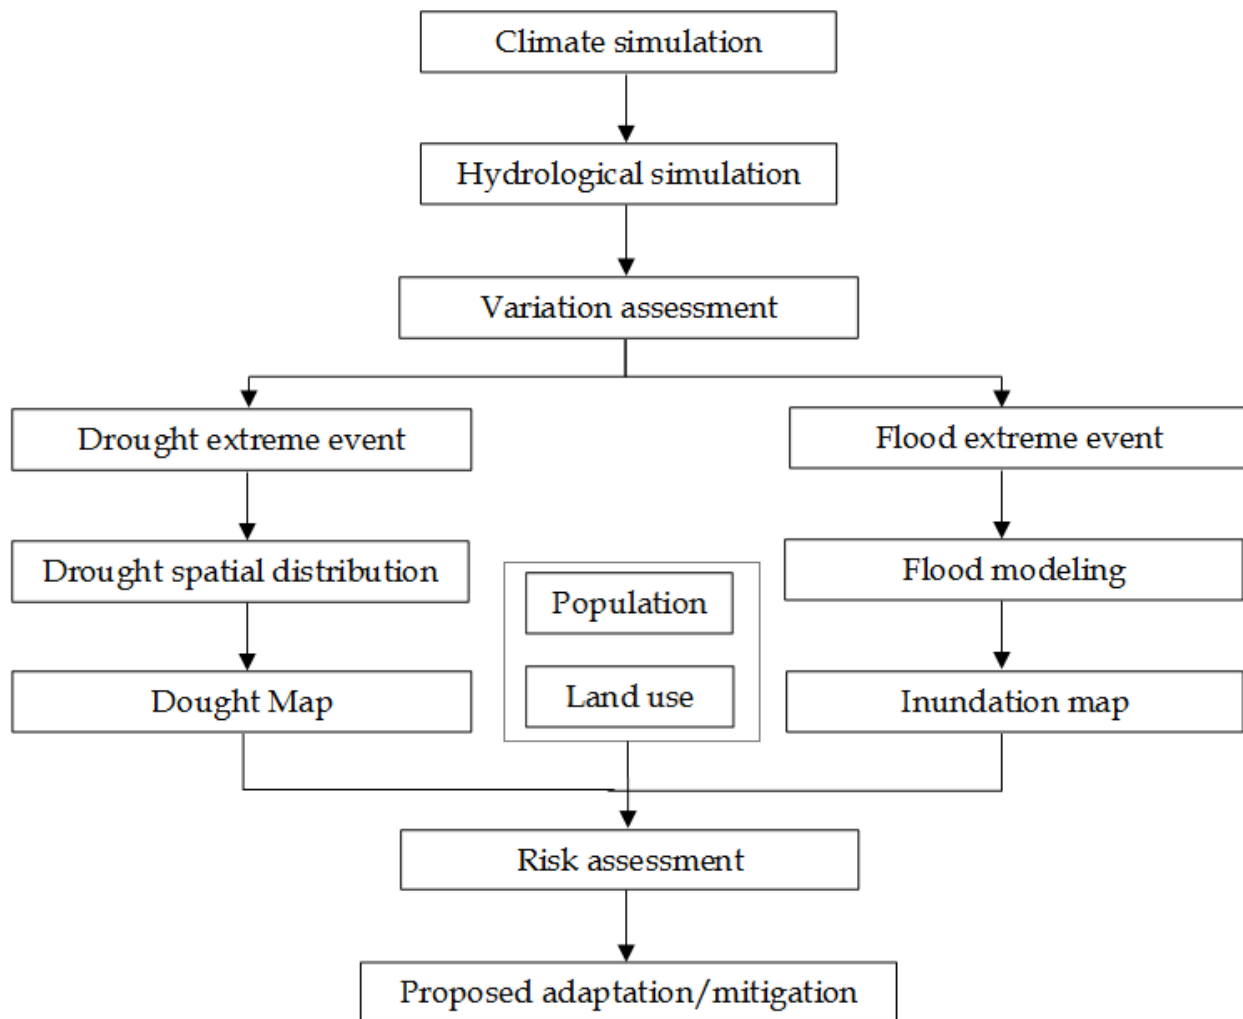 Climate simulation
Hydrological simulation
Variation assessment
Drought extreme event
Flood extreme event
Drought spatial distribution
Flood modeling
Population
Land use
Dought Map
Inundation map
Risk assessment
Proposed adaptation/mitigation